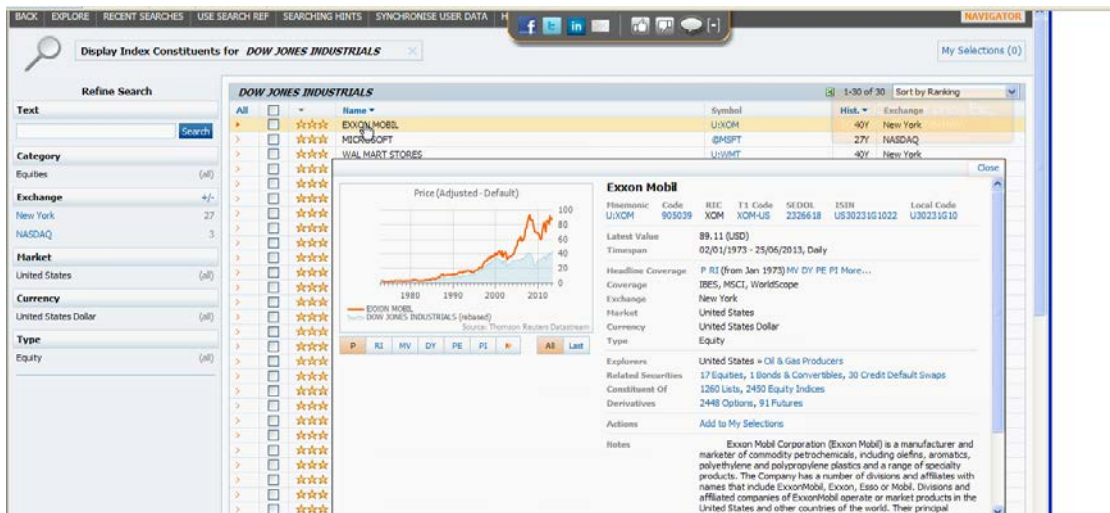 BACK EXPLORE RECENT SEARCHES USE SEARCH REF SEARCHING HINTS SYNCHRONISE USER DATA H
NAVIGATOR
Display Index Constituents for DOW JONES INDUSTRIALS
My Selections (0)
Refine Search
Text
Search
Category
Equities (all)
Exchange +/-
New York 27
NASDAQ 3
Market
United States (all)
Currency
United States Dollar (all)
Type
Equity (all)
DOW JONES INDUSTRIALS 1-30 of 30 Sort by Ranking
All Name Symbol Hist. Exchange
EXXON MOBIL U:XOM 40Y New York
MICROSOFT @MSFT 27Y NASDAQ
WAL MART STORES U:WMT 40Y New York
Close
Price (Adjusted - Default)
100
80
60
40
20
0
1980 1990 2000 2010
EXXON MOBIL
DOW JONES INDUSTRIALS (rebased)
Source: Thomson Reuters Datastream
P RI MV DY PE PI All Last
Exxon Mobil
Mnemonic Code RIC T1 Code SEDOL ISIN Local Code
U:XOM 905039 XOM XOM-US 2326618 US30231G1022 U30231G10
Latest Value 89.11 (USD)
Timespan 02/01/1973 - 25/06/2013, Daily
Headline Coverage P RI (from Jan 1973) MV DY PE PI More...
Coverage IBES, MSCI, WorldScope
Exchange New York
Market United States
Currency United States Dollar
Type Equity
Explorers United States » Oil & Gas Producers
Related Securities 17 Equities, 1 Bonds & Convertibles, 30 Credit Default Swaps
Constituent Of 1260 Lists, 2450 Equity Indices
Derivatives 2448 Options, 91 Futures
Actions Add to My Selections
Notes Exxon Mobil Corporation (Exxon Mobil) is a manufacturer and
marketer of commodity petrochemicals, including olefins, aromatics,
polyethylene and polypropylene plastics and a range of specialty
products. The Company has a number of divisions and affiliates with
names that include ExxonMobil, Exxon, Esso or Mobil. Divisions and
affiliated companies of ExxonMobil operate or market products in the
United States and other countries of the world. Their principal